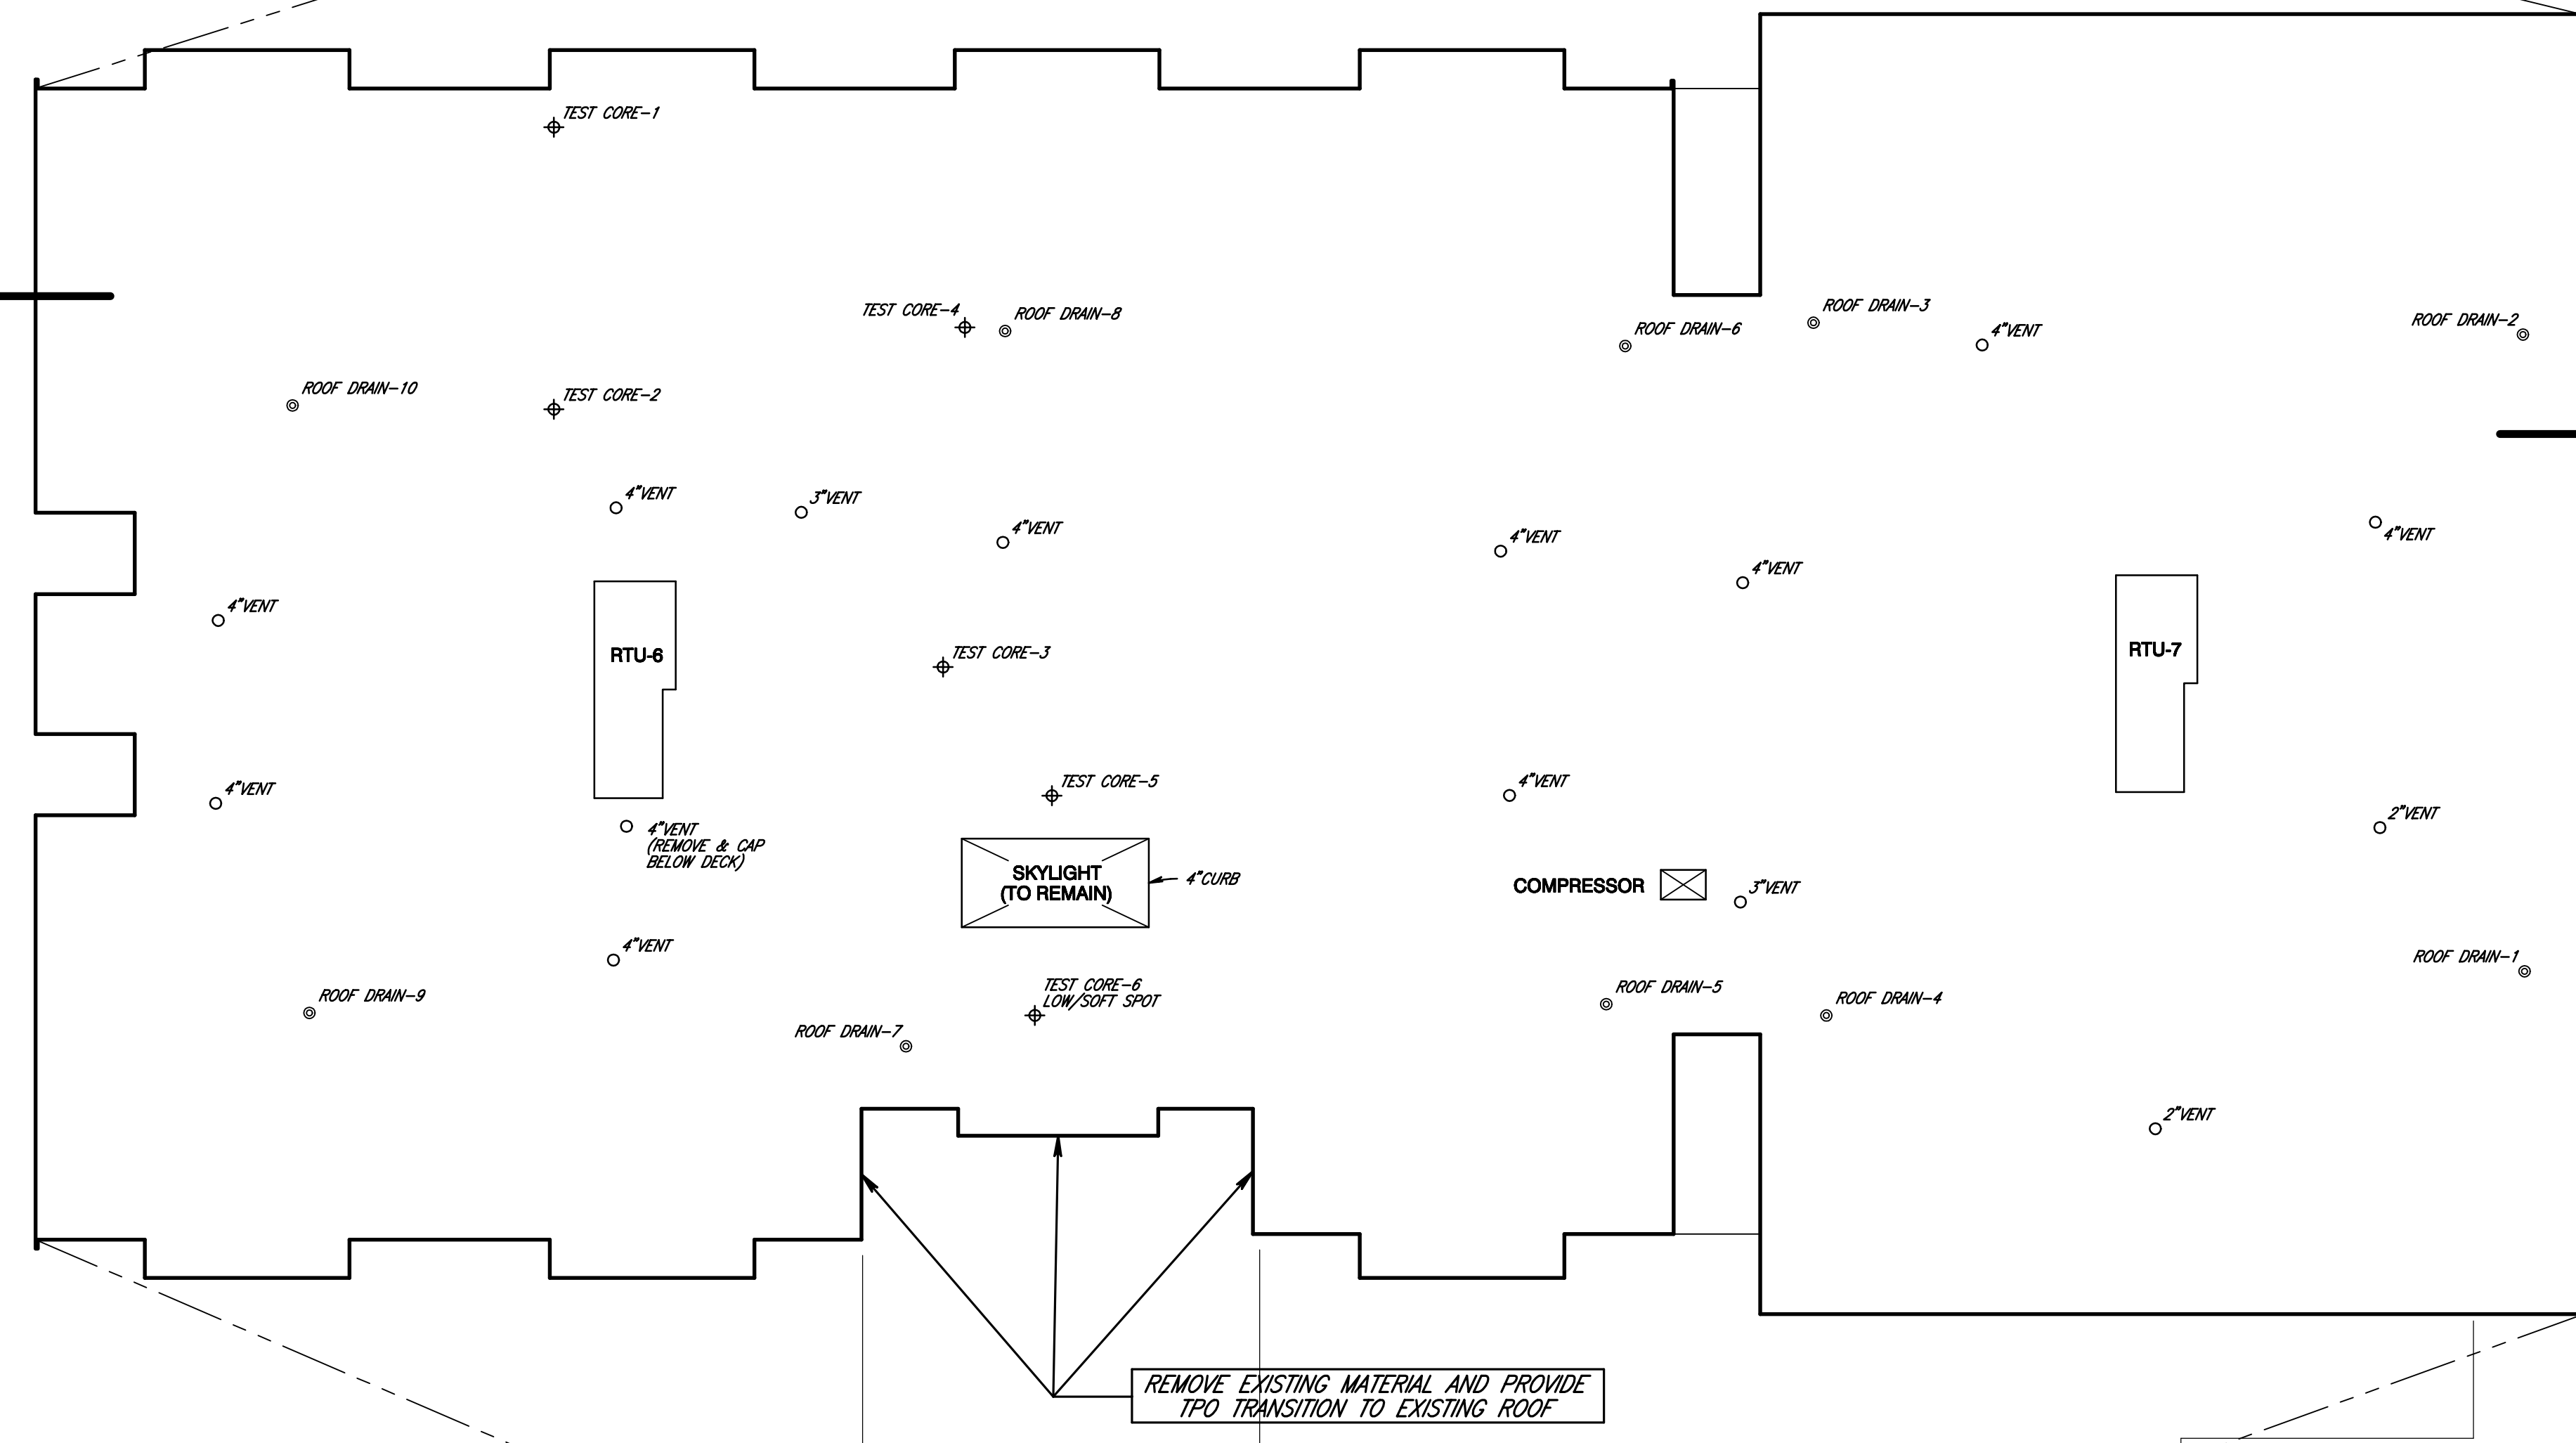 TEST CORE-1
TEST CORE-4
ROOF DRAIN-8
ROOF DRAIN-6
ROOF DRAIN-3
4"VENT
ROOF DRAIN-2
ROOF DRAIN-10
TEST CORE-2
4"VENT
3"VENT
4"VENT
4"VENT
4"VENT
4"VENT
4"VENT
RTU-6
TEST CORE-3
RTU-7
4"VENT
TEST CORE-5
4"VENT
2"VENT
4"VENT
(REMOVE & CAP
BELOW DECK)
SKYLIGHT
(TO REMAIN)
4"CURB
COMPRESSOR
3"VENT
4"VENT
ROOF DRAIN-1
ROOF DRAIN-9
TEST CORE-6
LOW/SOFT SPOT
ROOF DRAIN-5
ROOF DRAIN-4
ROOF DRAIN-7
2"VENT
REMOVE EXISTING MATERIAL AND PROVIDE
TPO TRANSITION TO EXISTING ROOF